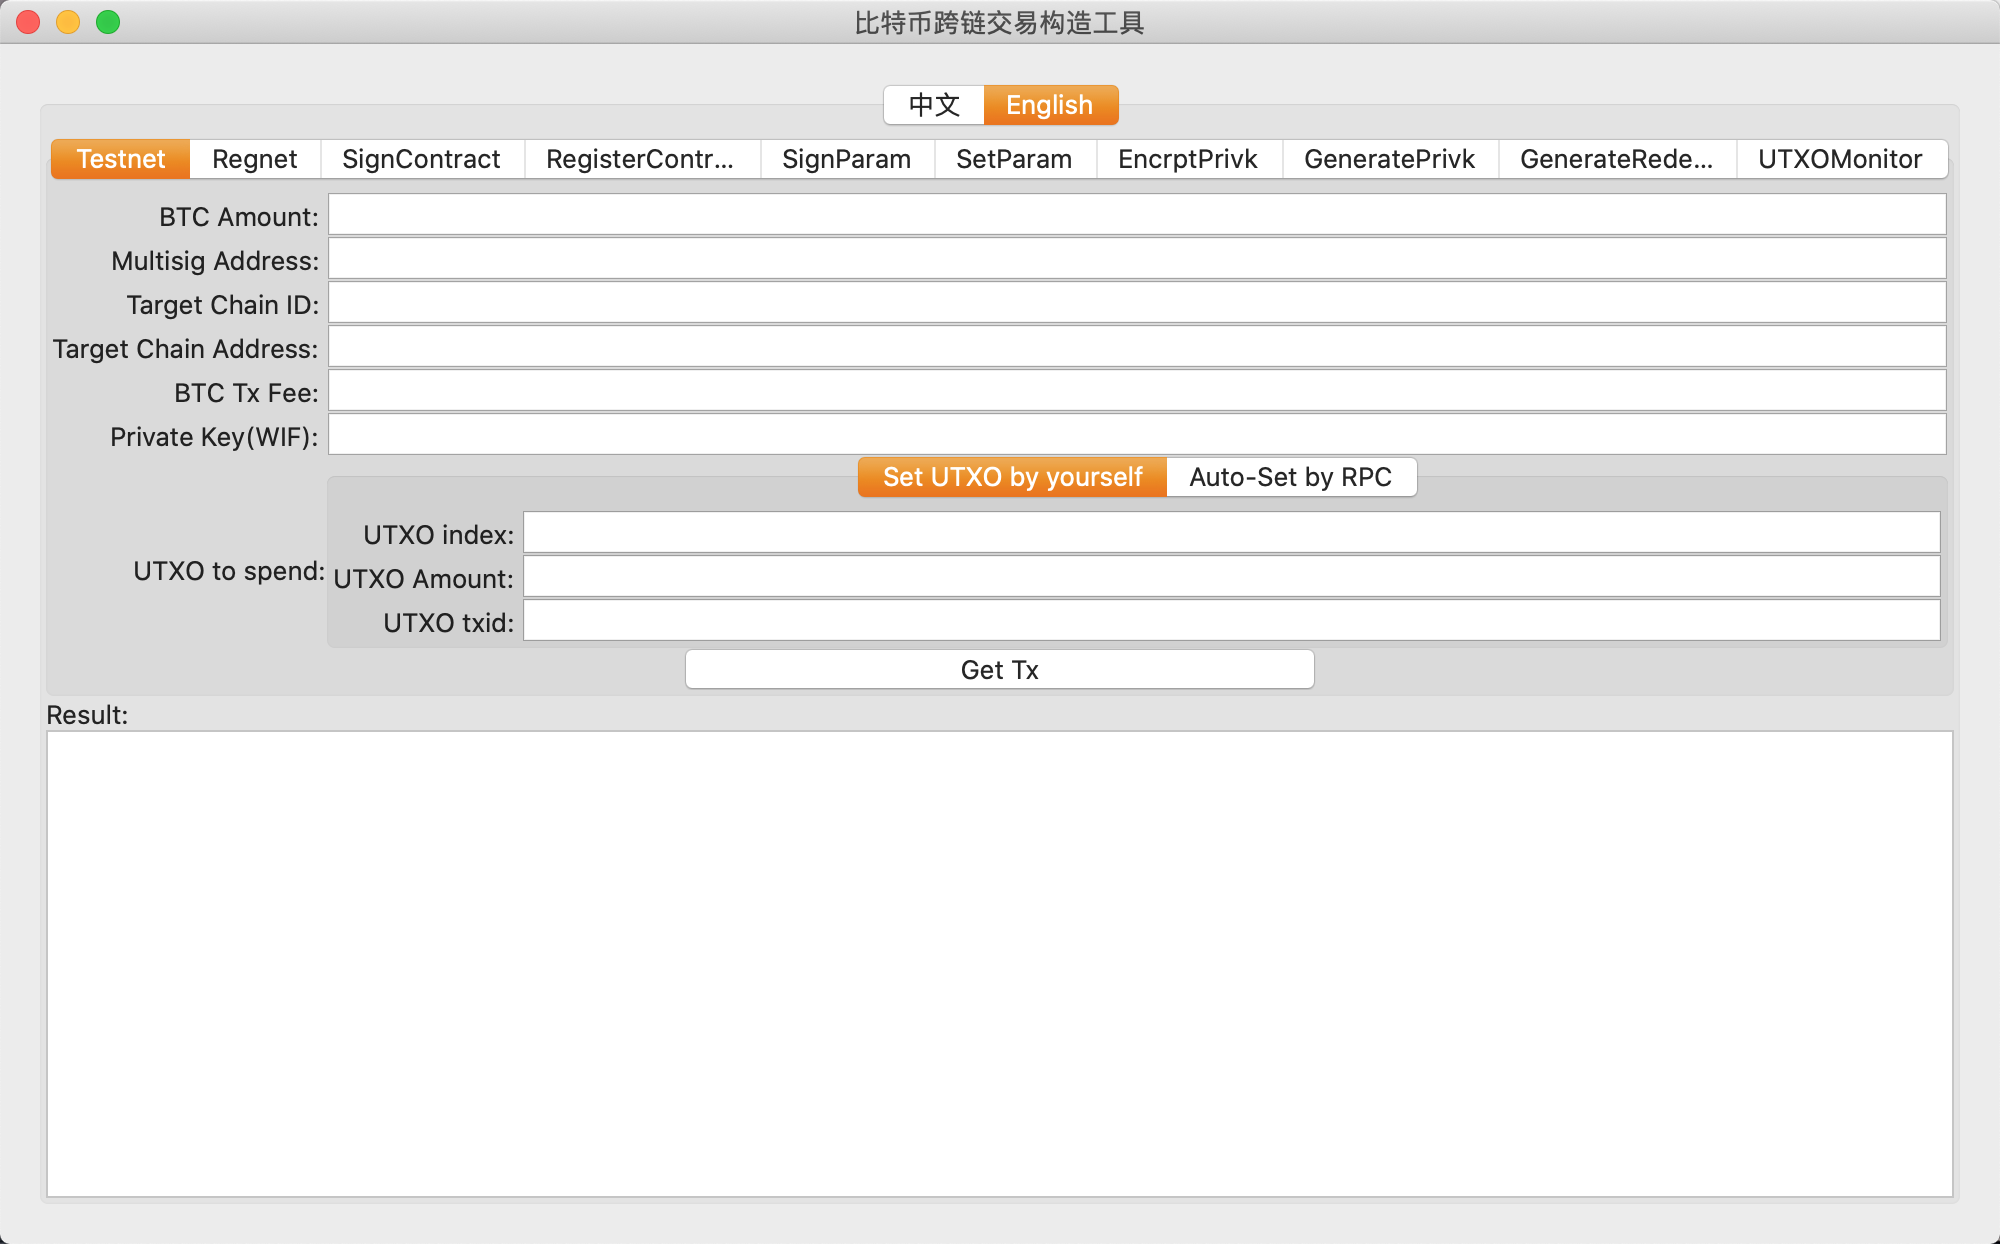 比特币跨链交易构造工具
中文 English
Testnet Regnet SignContract RegisterContr... SignParam SetParam EncrptPrivk GeneratePrivk GenerateRede... UTXOMonitor
BTC Amount:
Multisig Address:
Target Chain ID:
Target Chain Address:
BTC Tx Fee:
Private Key(WIF):
Set UTXO by yourself Auto-Set by RPC
UTXO index:
UTXO to spend:
UTXO Amount:
UTXO txid:
Get Tx
Result: